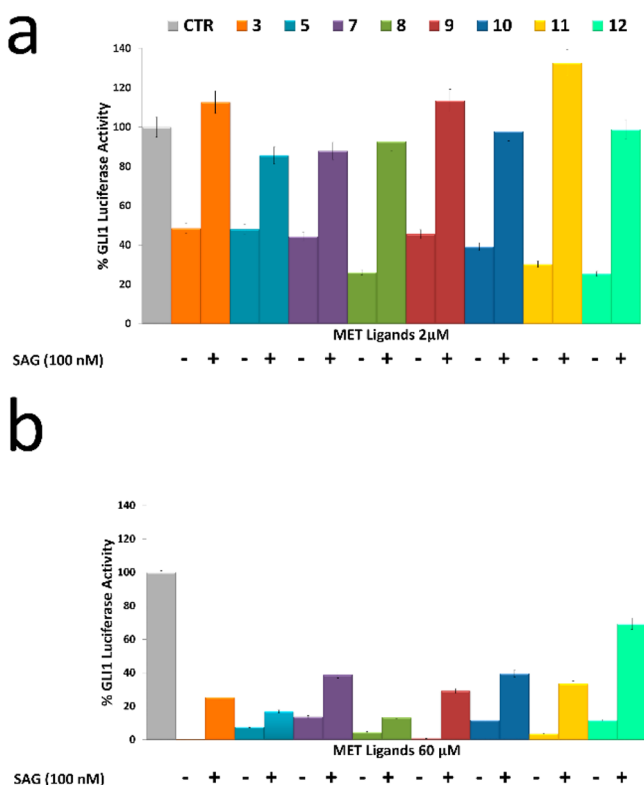 a
CTR 3 5 7 8 9 10 11 12
% GLI1 Luciferase Activity
140
120
100
80
60
40
20
0
MET Ligands 2µM
SAG (100 nM) - + - + - + - + - + - + - + - +
b
% GLI1 Luciferase Activity
140
120
100
80
60
40
20
0
MET Ligands 60 µM
SAG (100 nM) - + - + - + - + - + - + - + - +